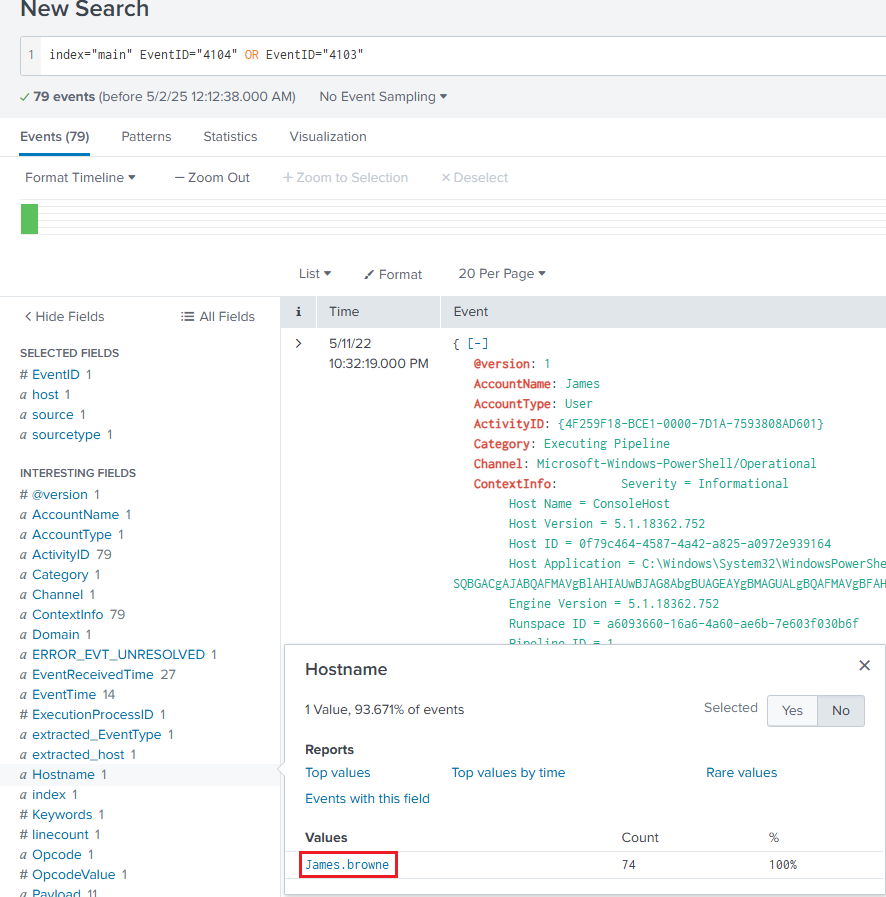 New Search
1 index="main" EventID="4104" OR EventID="4103"
✓ 79 events (before 5/2/25 12:12:38.000 AM) No Event Sampling ▾
Events (79) Patterns Statistics Visualization
Format Timeline ▾ — Zoom Out + Zoom to Selection × Deselect
List ▾ Format 20 Per Page ▾
< Hide Fields All Fields i Time Event
SELECTED FIELDS
# EventID 1
a host 1
a source 1
a sourcetype 1
INTERESTING FIELDS
# @version 1
a AccountName 1
a AccountType 1
a ActivityID 79
a Category 1
a Channel 1
a ContextInfo 79
a Domain 1
a ERROR_EVT_UNRESOLVED 1
a EventReceivedTime 27
a EventTime 14
# ExecutionProcessID 1
a extracted_EventType 1
a extracted_host 1
a Hostname 1
a index 1
# Keywords 1
# linecount 1
a Opcode 1
# OpcodeValue 1
a Payload 11
> 5/11/22
10:32:19.000 PM
{ [-]
@version: 1
AccountName: James
AccountType: User
ActivityID: {4F259F18-BCE1-0000-7D1A-7593808AD601}
Category: Executing Pipeline
Channel: Microsoft-Windows-PowerShell/Operational
ContextInfo: Severity = Informational
Host Name = ConsoleHost
Host Version = 5.1.18362.752
Host ID = 0f79c464-4587-4a42-a825-a0972e939164
Host Application = C:\Windows\System32\WindowsPowerShe
SQBGACgAJABQAFMAVgBlAHIAUwBJAG8AbgBUAGEAYgBMAGUALgBQAFMAVgBFAH
Engine Version = 5.1.18362.752
Runspace ID = a6093660-16a6-4a60-ae6b-7e603f030b6f
Pipeline ID = 1
Hostname ×
1 Value, 93.671% of events Selected Yes No
Reports
Top values Top values by time Rare values
Events with this field
Values Count %
James.browne 74 100%